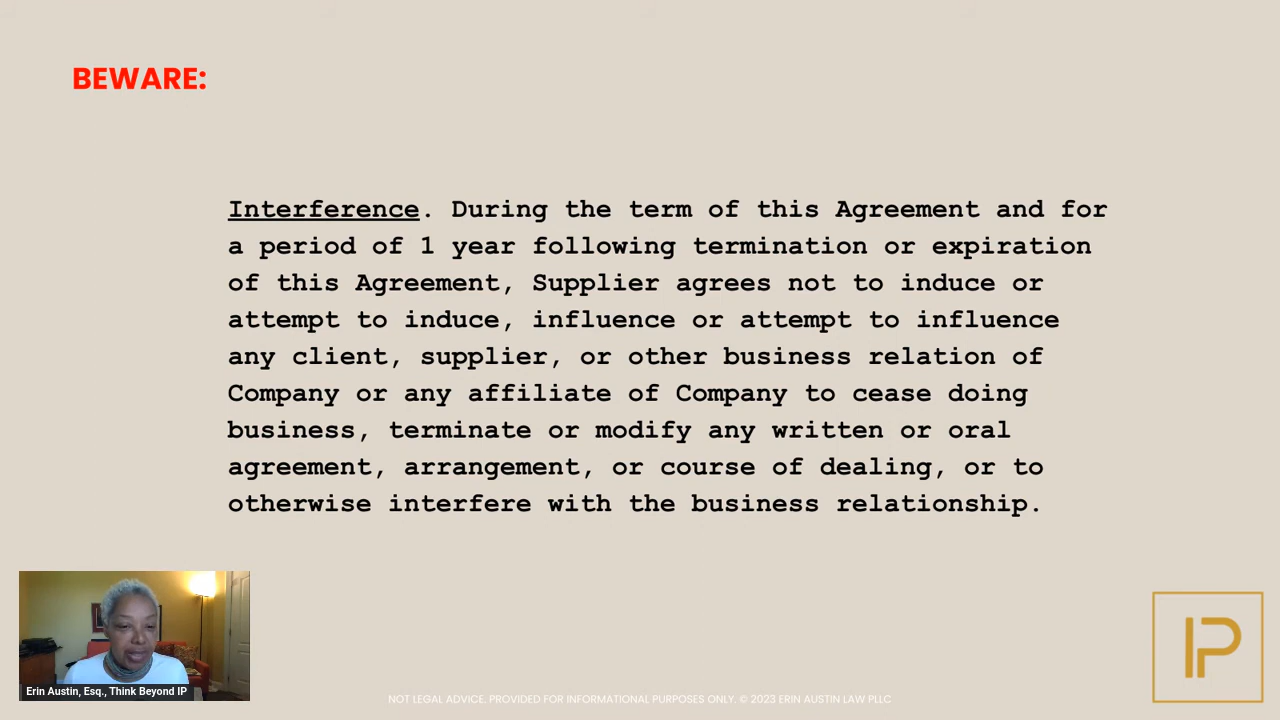 BEWARE:
Interference. During the term of this Agreement and for
a period of 1 year following termination or expiration
of this Agreement, Supplier agrees not to induce or
attempt to induce, influence or attempt to influence
any client, supplier, or other business relation of
Company or any affiliate of Company to cease doing
business, terminate or modify any written or oral
agreement, arrangement, or course of dealing, or to
otherwise interfere with the business relationship.
Erin Austin, Esq., Think Beyond IP
IP
NOT LEGAL ADVICE, PROVIDED FOR INFORMATIONAL PURPOSES ONLY. © 2023 ERIN AUSTIN LAW PLLC